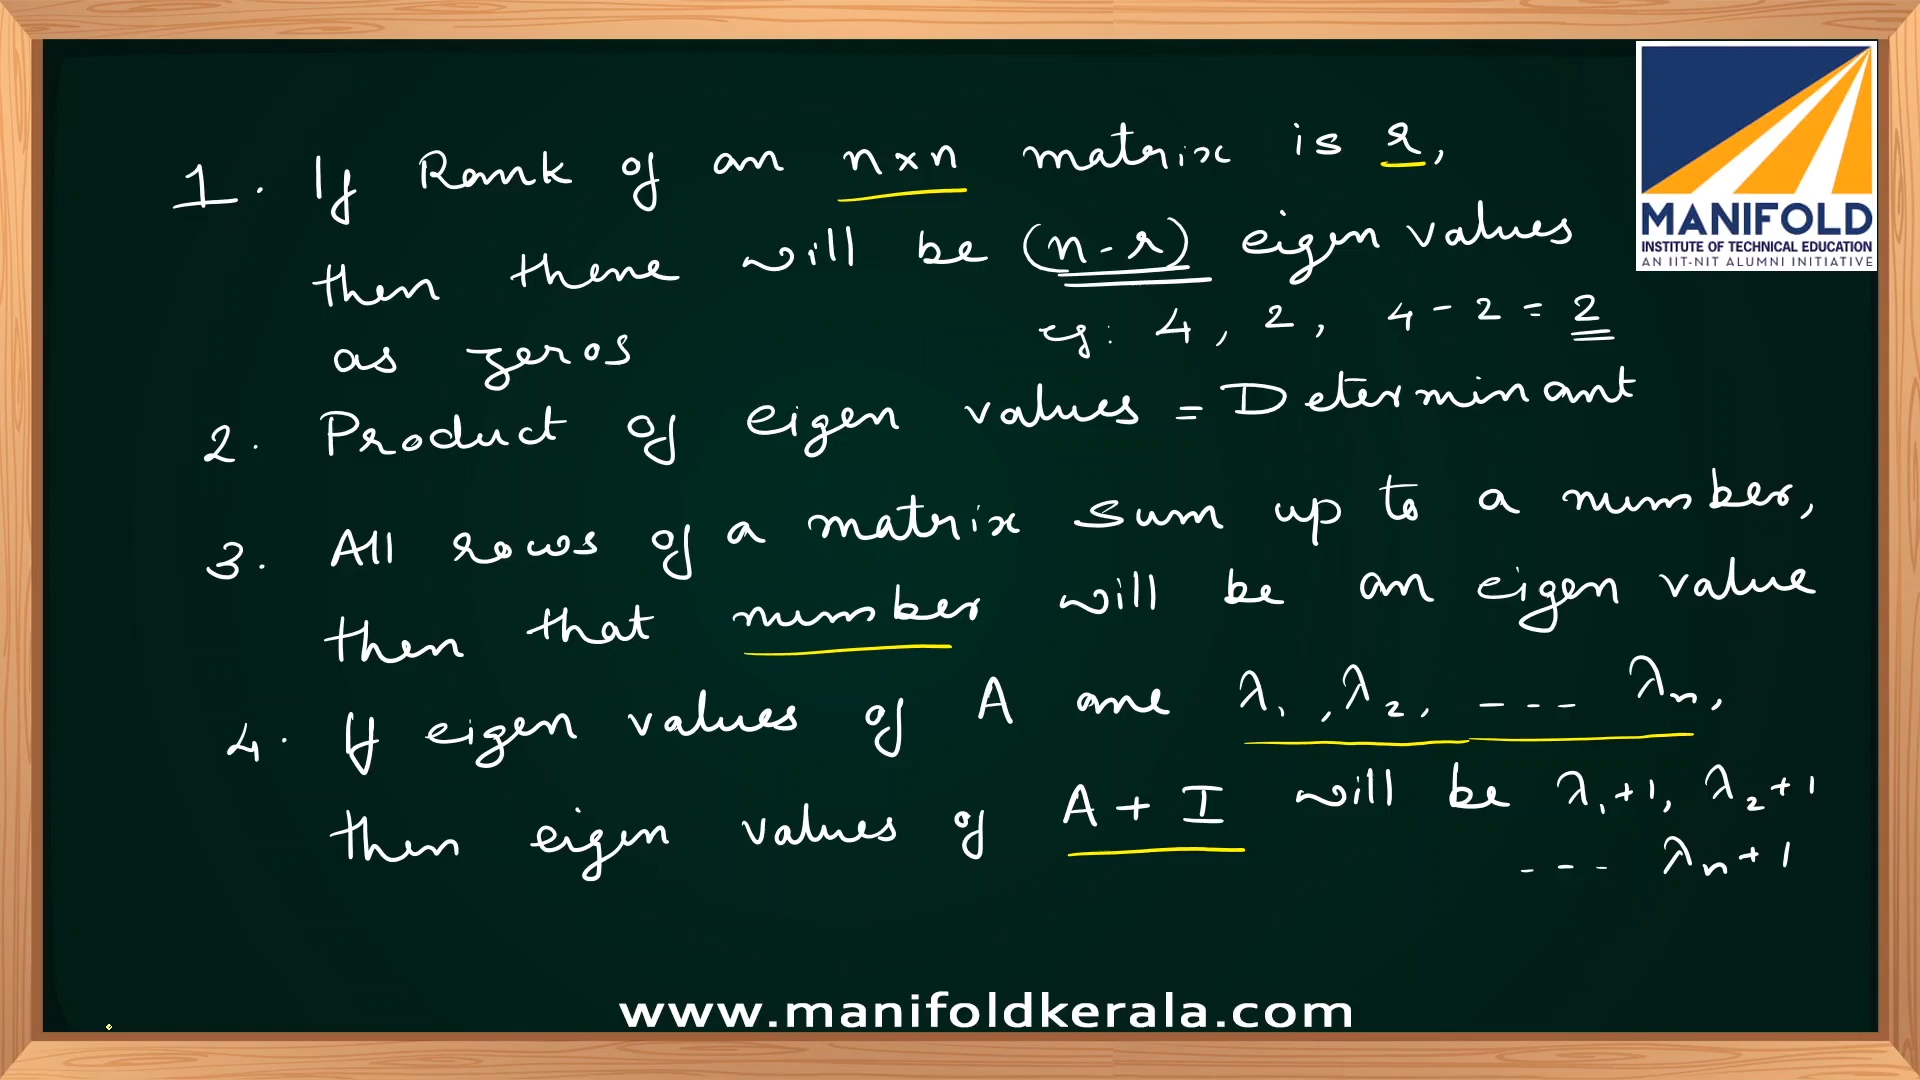 1. If Rank of an n×n matrix is r,
then there will be (n-r) eigen values
as zeros
eg: 4, 2, 4-2=2
2. Product of eigen values = Determinant
3. All rows of a matrix sum up to a number,
then that number will be an eigen value
4. If eigen values of A are λ1, λ2, ---- λn,
then eigen values of A + I will be λ1+1, λ2+1
--- λn+1
MANIFOLD
INSTITUTE OF TECHNICAL EDUCATION
AN IIT-NIT ALUMNI INITIATIVE
www.manifoldkerala.com